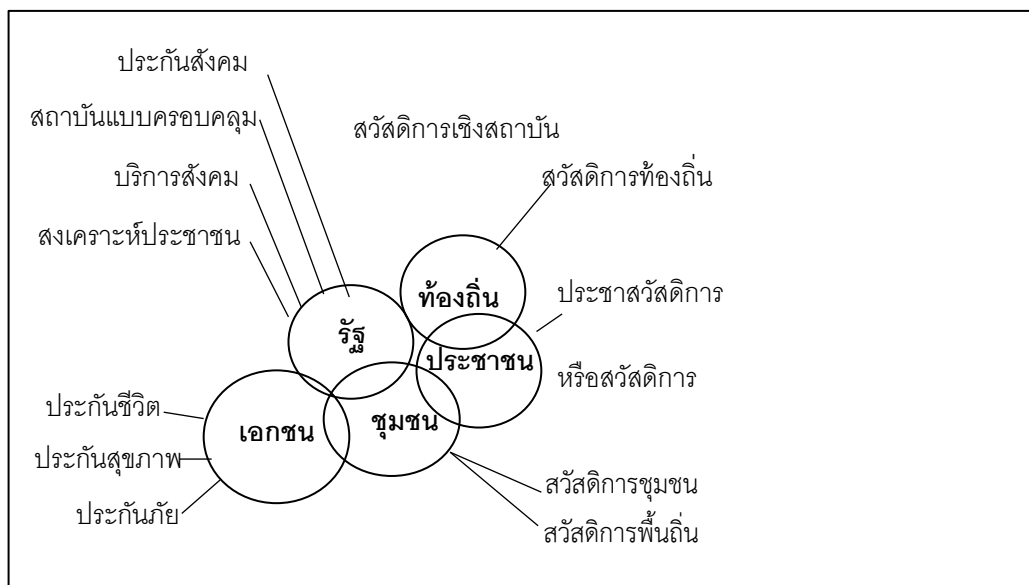 ประกันสังคม
สถาบันแบบครอบคลุม
สวัสดิการเชิงสถาบัน
บริการสังคม
สวัสดิการท้องถิ่น
สงเคราะห์ประชาชน
ท้องถิ่น
ประชาสวัสดิการ
รัฐ
ประชาชน
หรือสวัสดิการ
ประกันชีวิต
เอกชน
ชุมชน
ประกันสุขภาพ
สวัสดิการชุมชน
ประกันภัย
สวัสดิการพื้นถิ่น